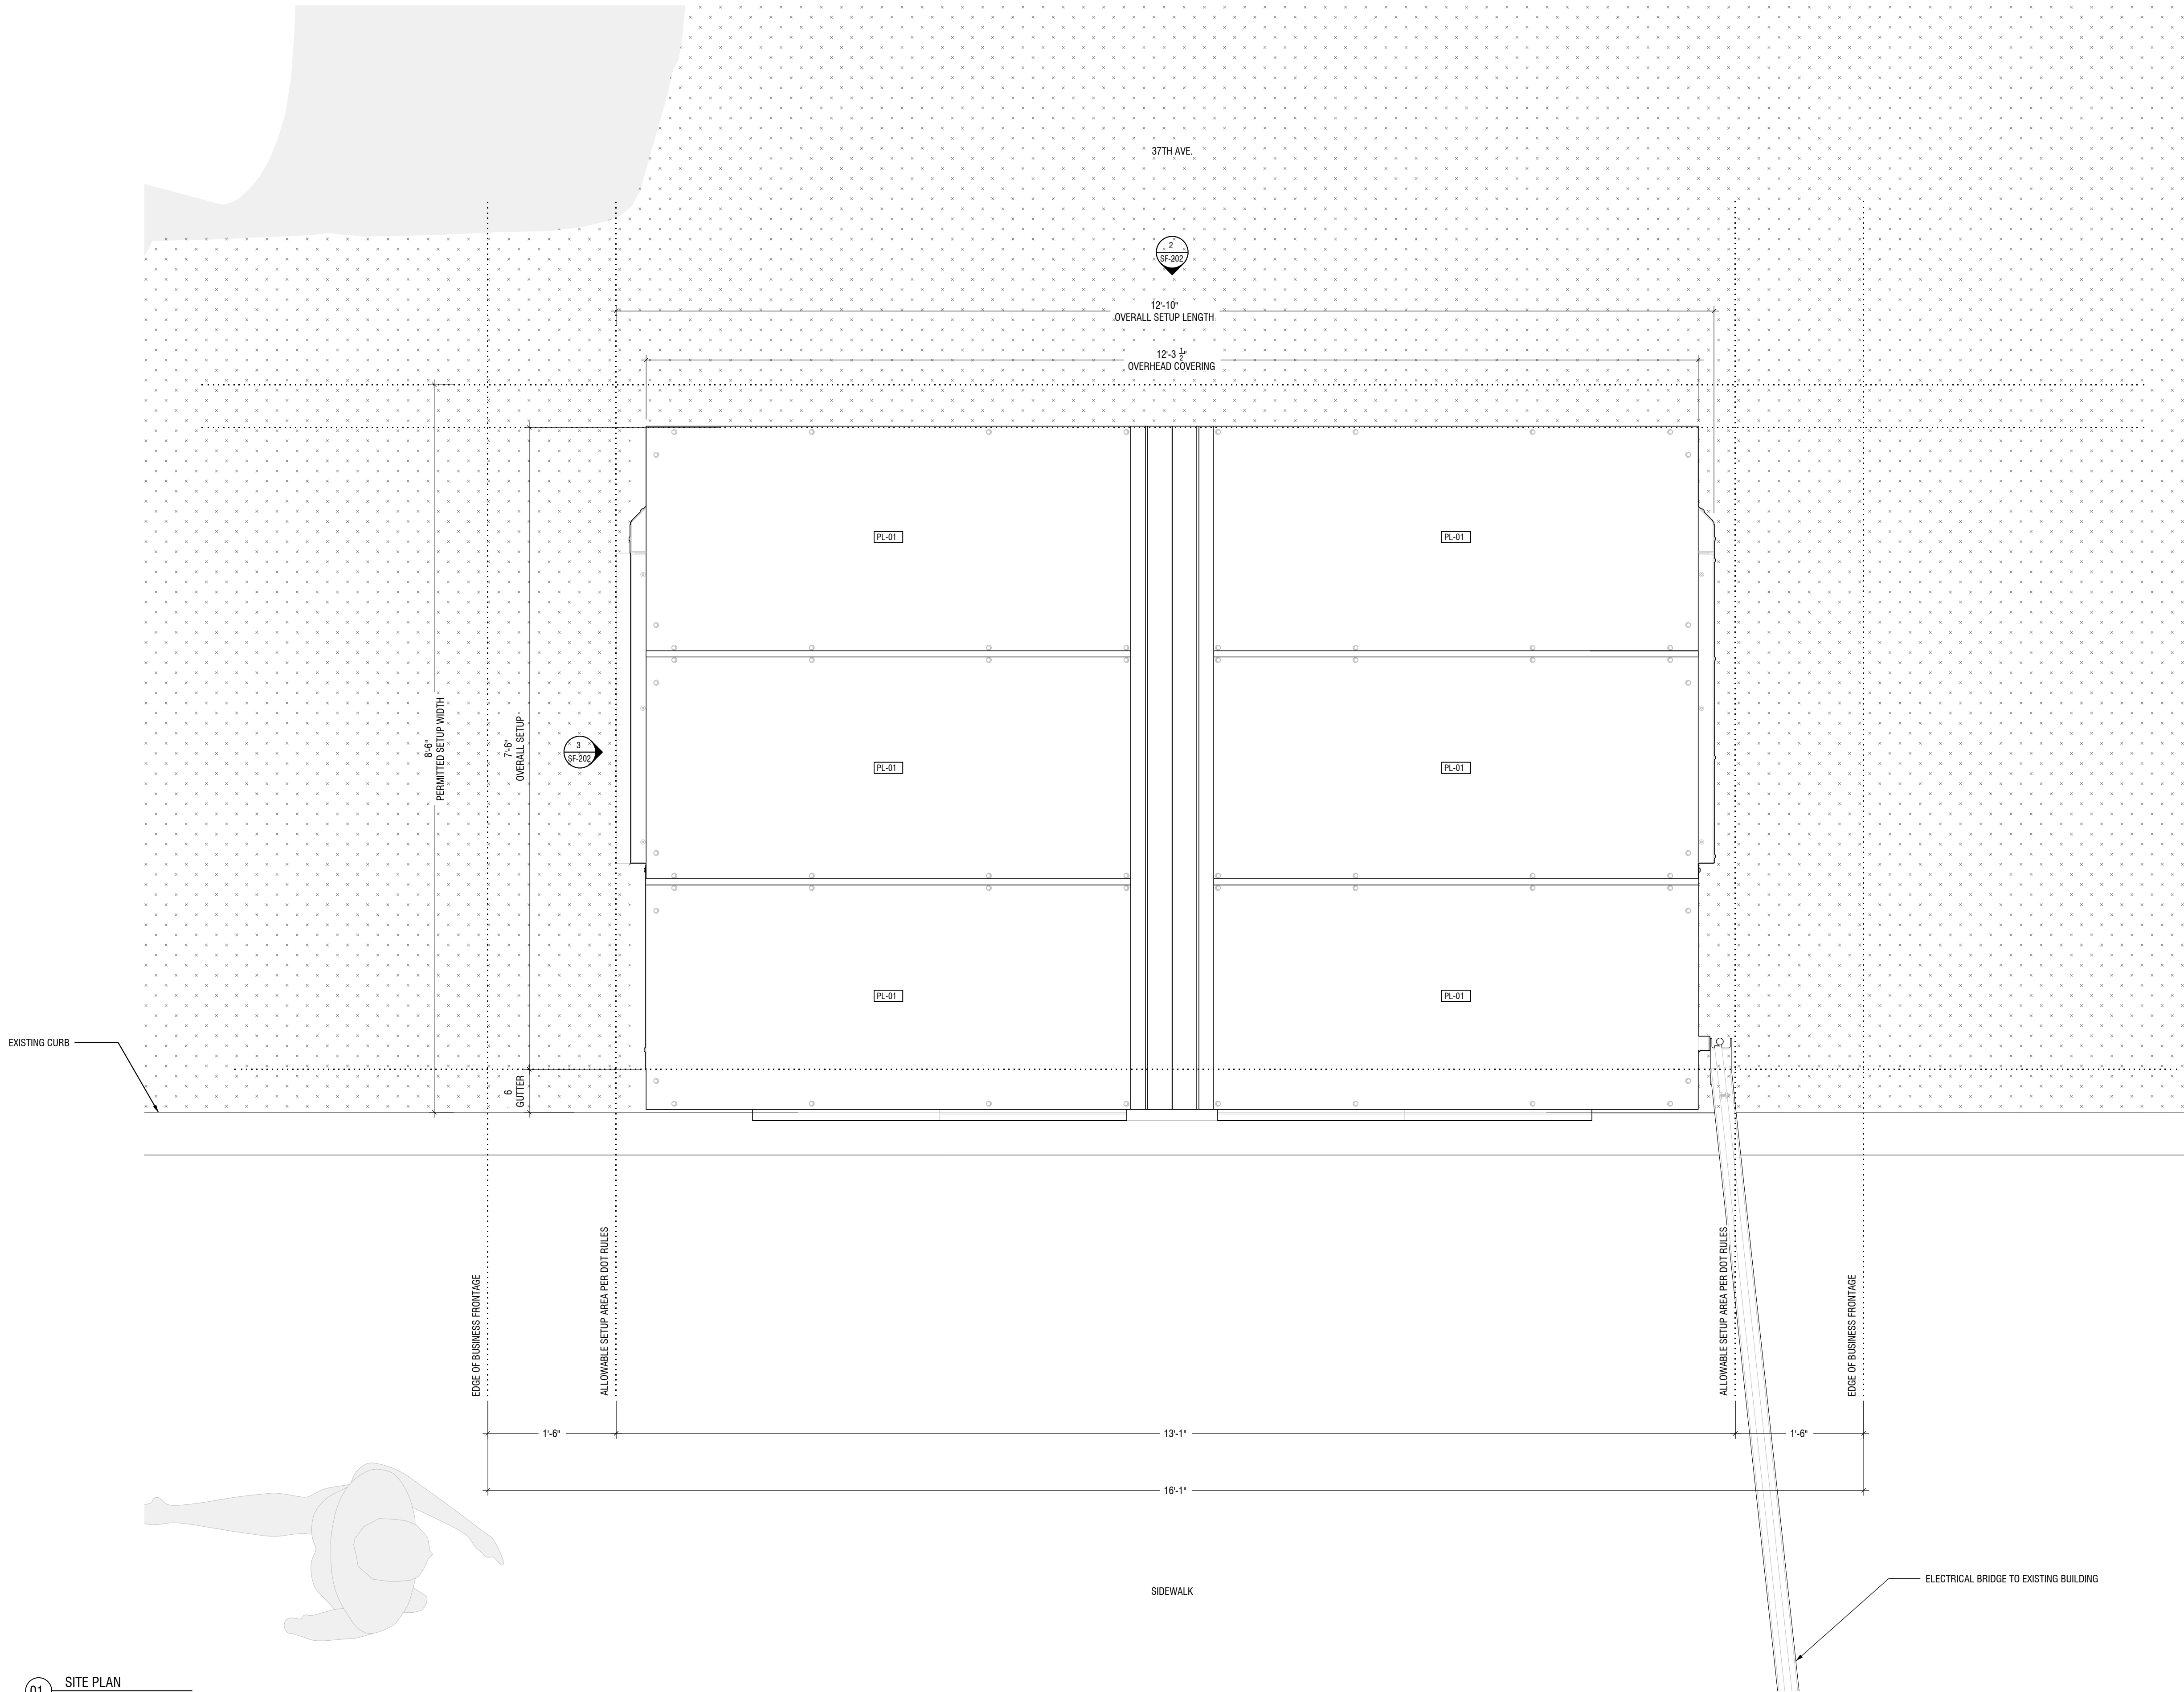 37TH AVE.
2
SF-202
12'-10"
OVERALL SETUP LENGTH
12'-3 1/2"
OVERHEAD COVERING
PL-01
PL-01
8'-6"
PERMITTED SETUP WIDTH
7'-6"
OVERALL SETUP
3
SF-202
PL-01
PL-01
PL-01
PL-01
EXISTING CURB
6
GUTTER
EDGE OF BUSINESS FRONTAGE
ALLOWABLE SETUP AREA PER DOT RULES
ALLOWABLE SETUP AREA PER DOT RULES
EDGE OF BUSINESS FRONTAGE
1'-6"
13'-1"
1'-6"
16'-1"
SIDEWALK
ELECTRICAL BRIDGE TO EXISTING BUILDING
01
SITE PLAN